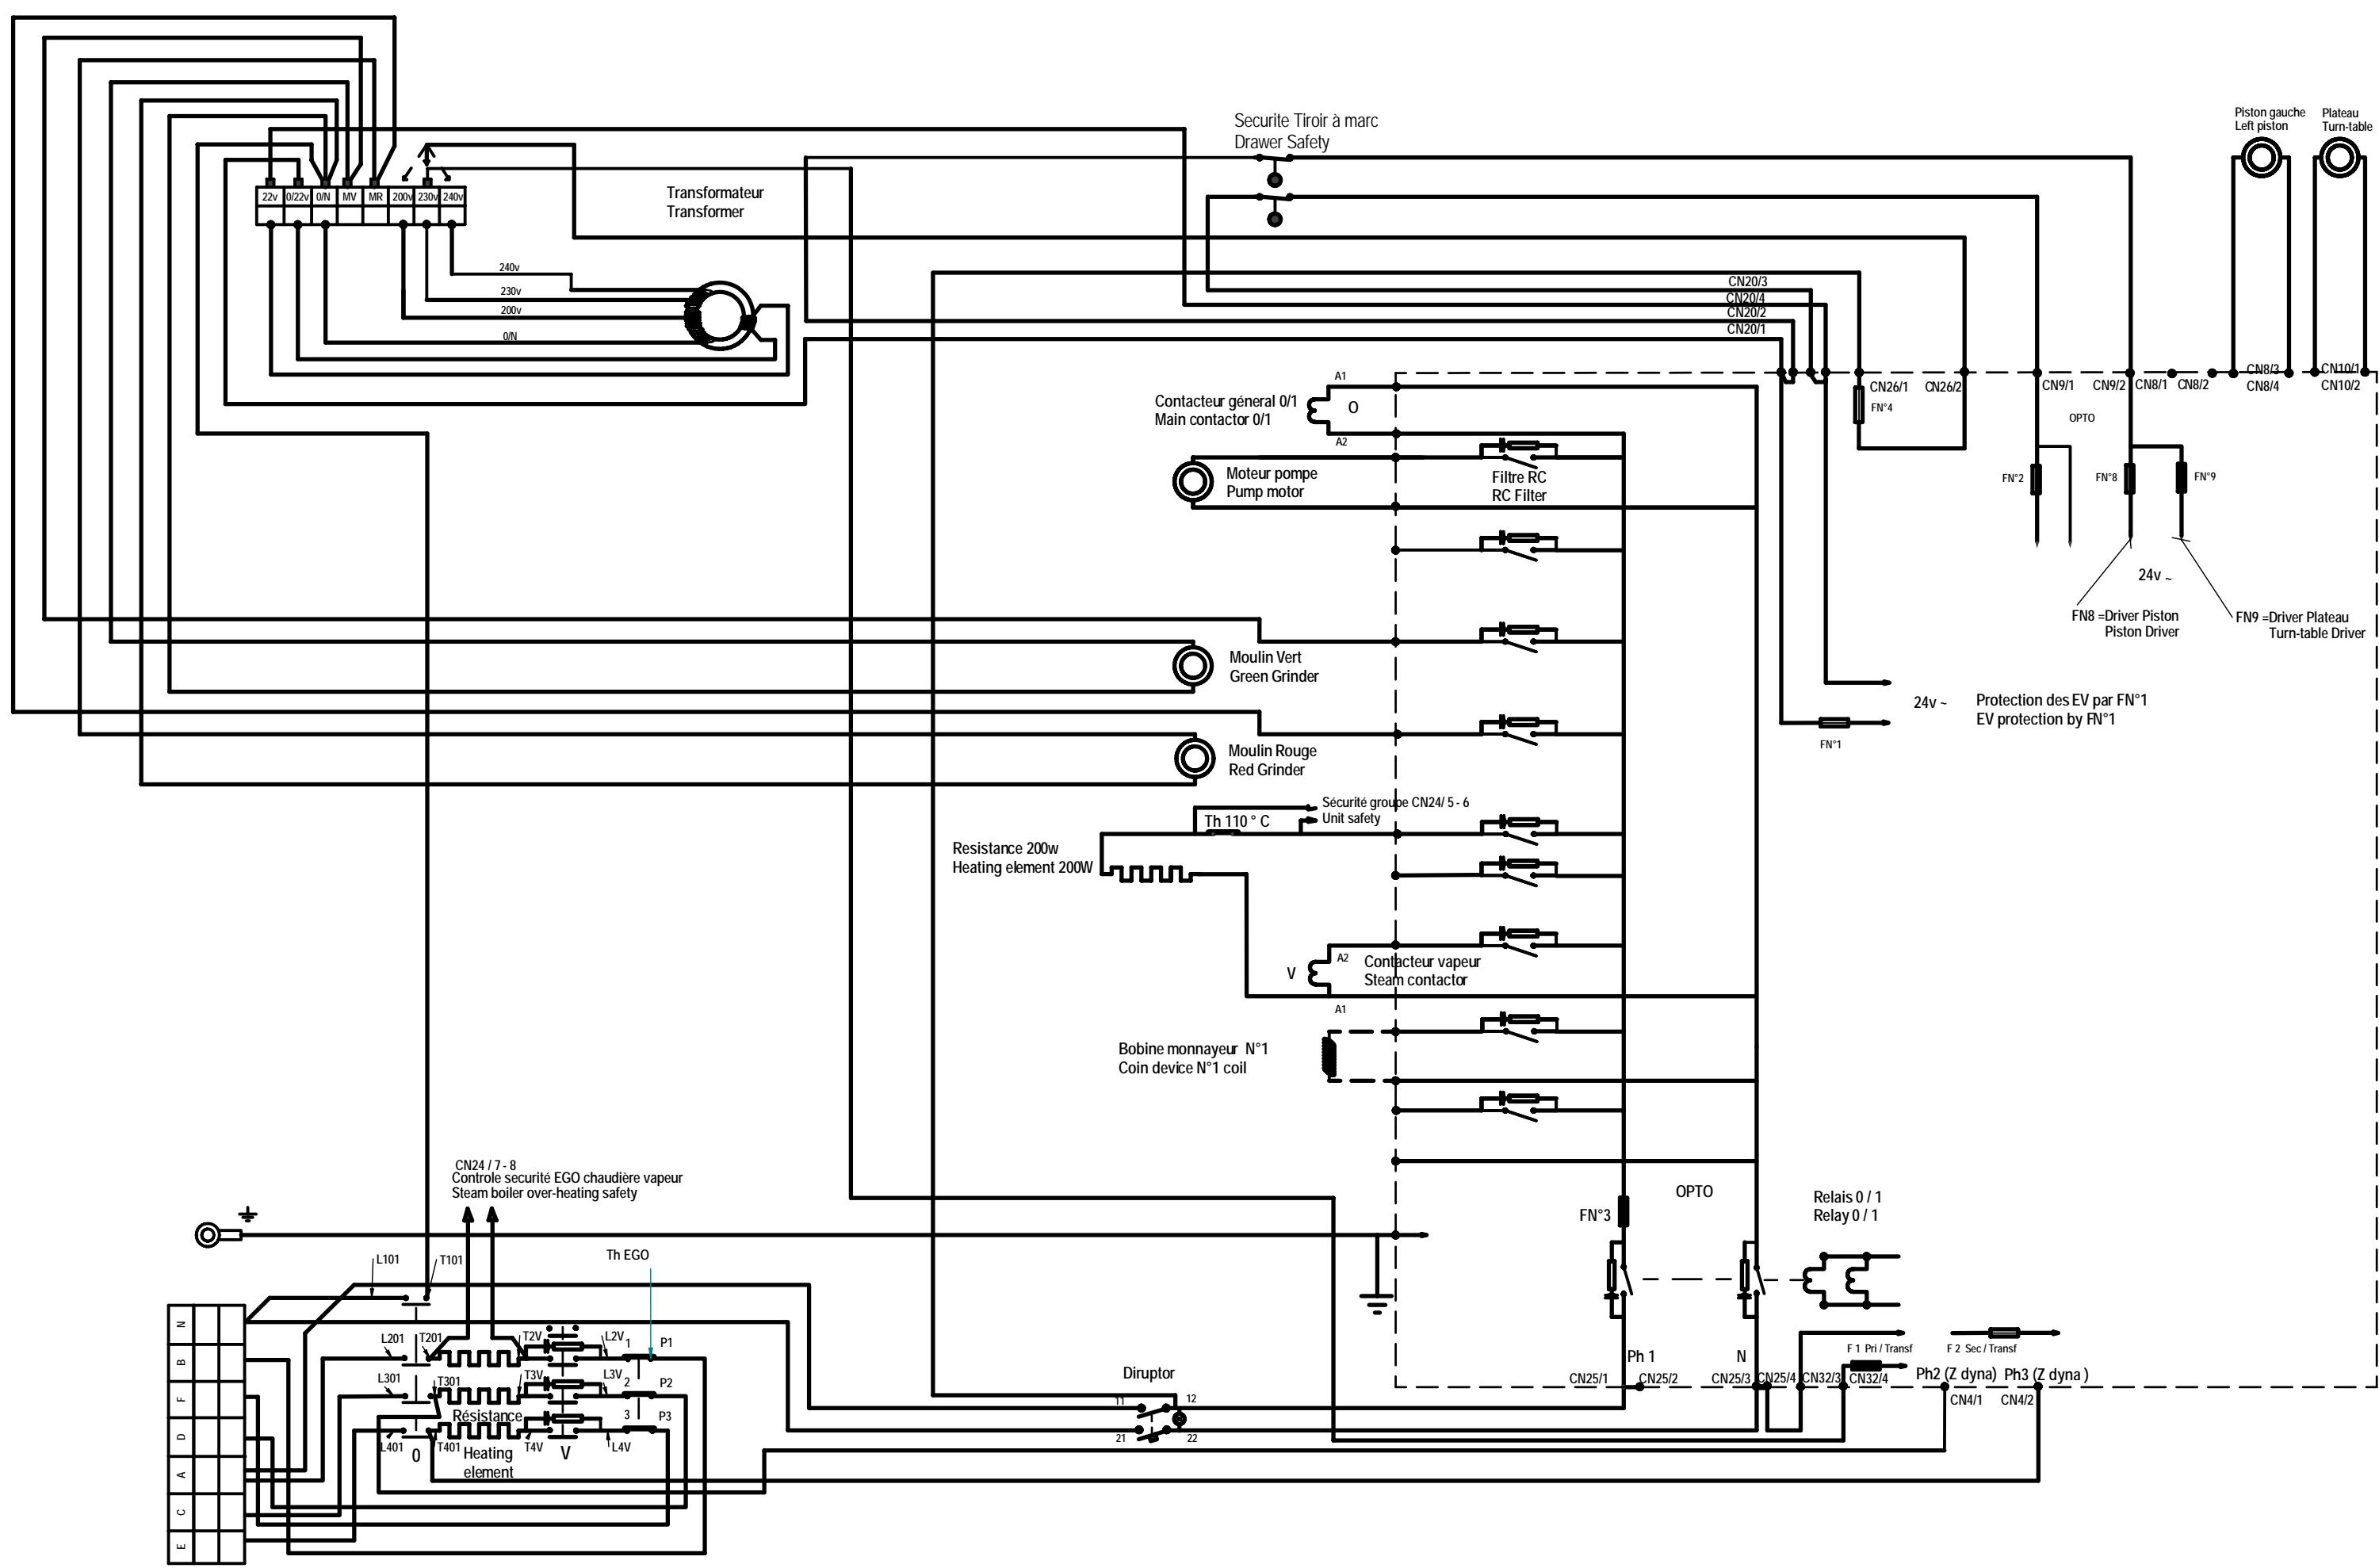 Securite Tiroir à marc
Drawer Safety
Piston gauche
Left piston
Plateau
Turn-table
22v 0/22v 0/N MV MR 200v 230v 240v
Transformateur
Transformer
240v
230v
200v
0/N
CN20/3
CN20/4
CN20/2
CN20/1
A1
Contacteur géneral 0/1
Main contactor 0/1
O
A2
CN26/1 CN26/2
FN°4
CN9/1 CN9/2 CN8/1 CN8/2
CN8/3
CN8/4
CN10/1
CN10/2
OPTO
Moteur pompe
Pump motor
Filtre RC
RC Filter
FN°2
FN°8
FN°9
24v ~
FN8 =Driver Piston
Piston Driver
FN9 =Driver Plateau
Turn-table Driver
Moulin Vert
Green Grinder
24v ~
Protection des EV par FN°1
EV protection by FN°1
FN°1
Moulin Rouge
Red Grinder
Sécurité groupe CN24/ 5 - 6
Unit safety
Th 110 ° C
Resistance 200w
Heating element 200W
V
A2
Contacteur vapeur
Steam contactor
A1
Bobine monnayeur N°1
Coin device N°1 coil
CN24 / 7 - 8
Controle securité EGO chaudière vapeur
Steam boiler over-heating safety
OPTO
FN°3
Relais 0 / 1
Relay 0 / 1
Th EGO
L101 T101
N
B
F
D
A
C
E
L201 T201 T2V L2V 1 P1
L301 T301 T3V L3V 2 P2
Résistance
3 P3
L401 T401 T4V L4V
0
Heating
element
V
Diruptor
11 12
21 22
Ph 1
N
F 1 Pri / Transf
F 2 Sec / Transf
CN25/1 CN25/2 CN25/3 CN25/4 CN32/3 CN32/4
Ph2 (Z dyna) Ph3 (Z dyna )
CN4/1 CN4/2